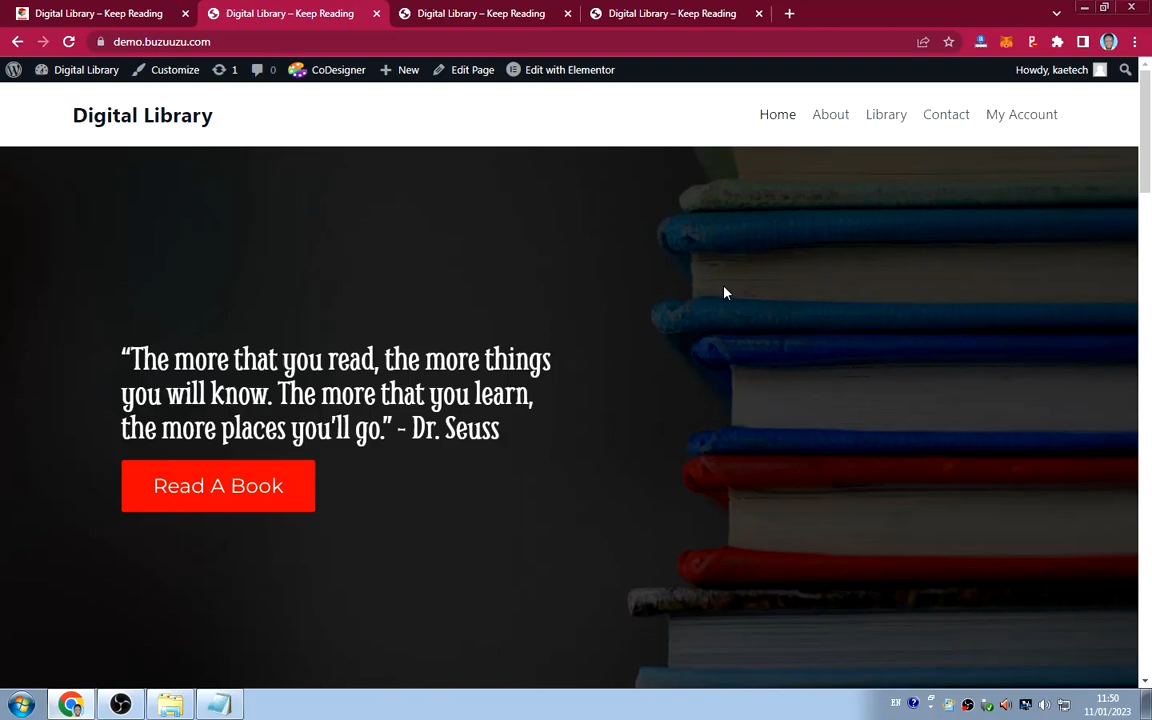 Digital Library – Keep Reading
Digital Library – Keep Reading
Digital Library – Keep Reading
Digital Library – Keep Reading
demo.buzuuzu.com
Digital Library
Customize
1
0
CoDesigner
New
Edit Page
Edit with Elementor
Howdy, kaetech
Digital Library
Home
About
Library
Contact
My Account
“The more that you read, the more things
you will know. The more that you learn,
the more places you'll go.” - Dr. Seuss
Read A Book
EN
11:50
11/01/2023